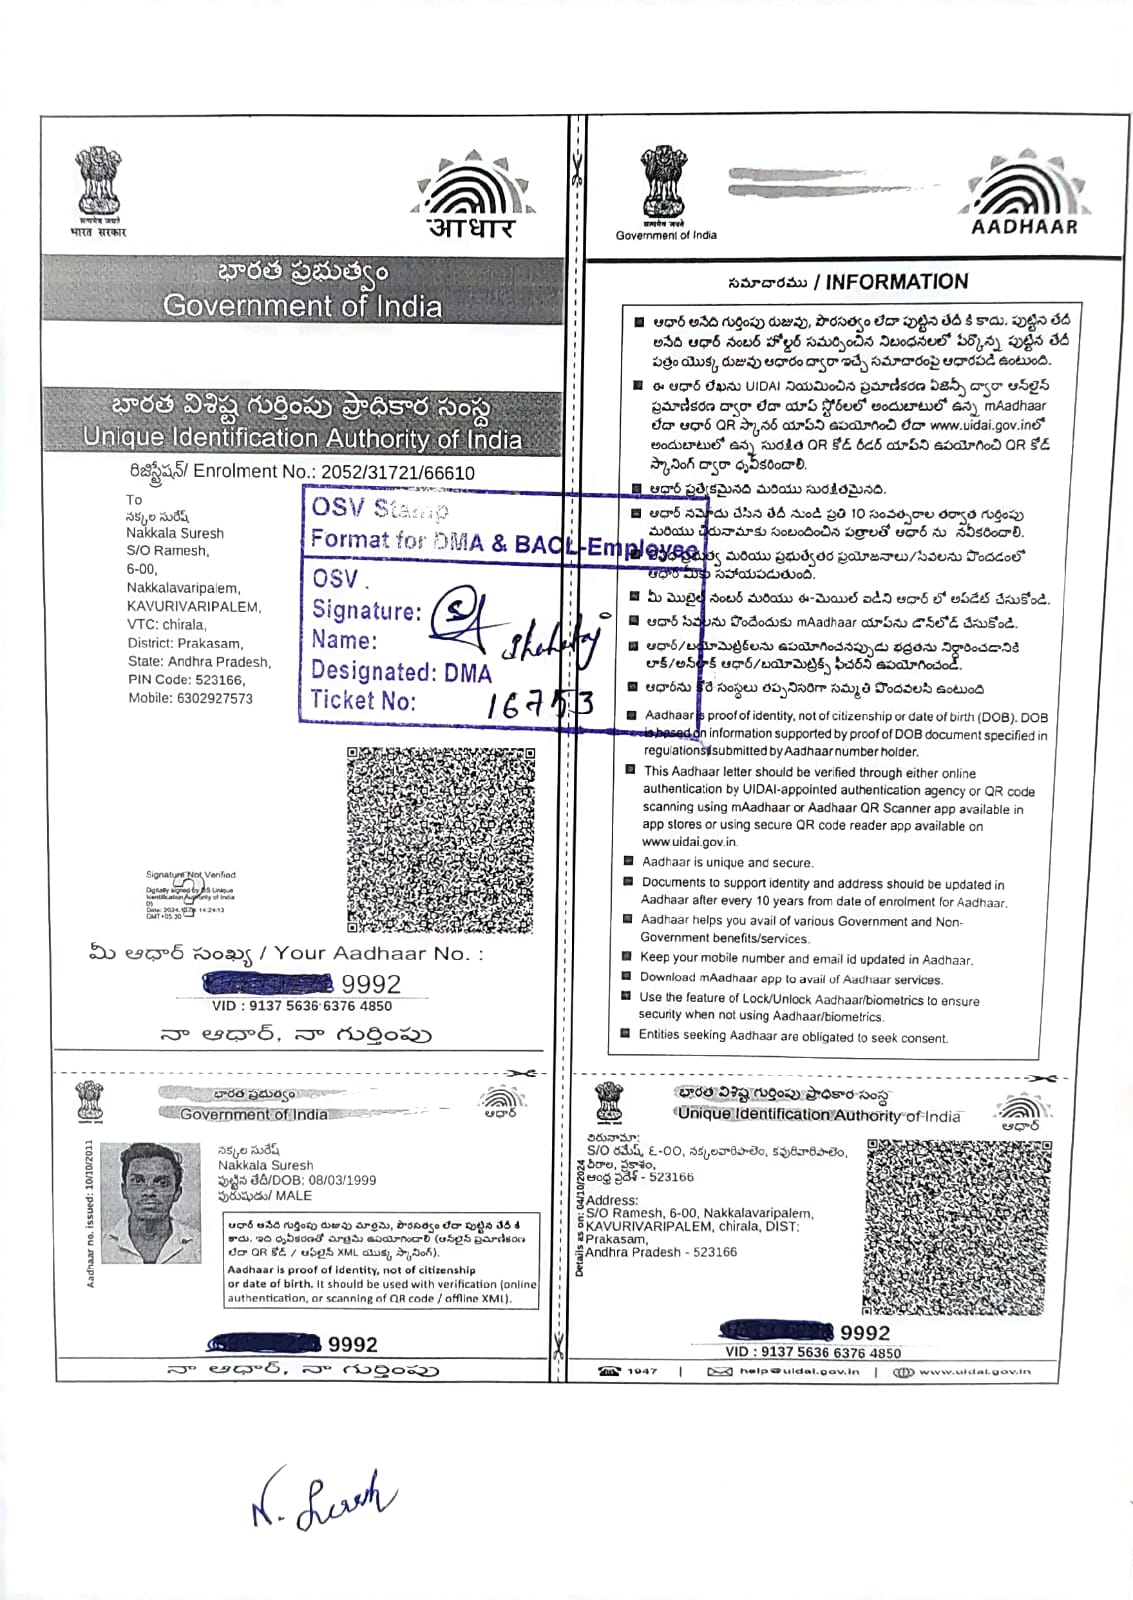 सत्यमेव जयते
भारत सरकार
आधार
భారత ప్రభుత్వం
Government of India
భారత విశిష్ట గుర్తింపు ప్రాధికార సంస్థ
Unique Identification Authority of India
రిజిస్ట్రేషన్/ Enrolment No.: 2052/31721/66610
To
నక్కల సురేష్
Nakkala Suresh
S/O Ramesh,
6-00,
Nakkalavaripalem,
KAVURIVARIPALEM,
VTC: chirala,
District: Prakasam,
State: Andhra Pradesh,
PIN Code: 523166,
Mobile: 6302927573
OSV Stamp
Format for DMA & BACL-Employee
OSV .
Signature:
Name:
Designated: DMA
Ticket No: 16753
Signature Not Verified
Digitally signed by DS Unique
Identification Authority of India
05
14:24:13
GMT+05:30
మీ ఆధార్ సంఖ్య / Your Aadhaar No. :
9992
VID : 9137 5636 6376 4850
నా ఆధార్, నా గుర్తింపు
భారత ప్రభుత్వం
Government of India
ఆధార్
Aadhaar no. issued: 10/10/2011
నక్కల సురేష్
Nakkala Suresh
పుట్టిన తేదీ/DOB: 08/03/1999
పురుషుడు/ MALE
ఆధార్ అనేది గుర్తింపు రుజువు మాత్రమే, పౌరసత్వం లేదా పుట్టిన తేదీ కి
కాదు. ఇది ధృవీకరణతో మాత్రమే ఉపయోగించాలి (ఆన్‌లైన్ ప్రమాణీకరణ
లేదా QR కోడ్ / ఆఫ్‌లైన్ XML యొక్క స్కానింగ్).
Aadhaar is proof of identity, not of citizenship
or date of birth. It should be used with verification (online
authentication, or scanning of QR code / offline XML).
9992
నా ఆధార్, నా గుర్తింపు
सत्यमेव जयते
Government of India
AADHAAR
సమాచారము / INFORMATION
ఆధార్ అనేది గుర్తింపు రుజువు, పౌరసత్వం లేదా పుట్టిన తేదీ కి కాదు. పుట్టిన తేదీ
అనేది ఆధార్ నంబర్ హోల్డర్ సమర్పించిన నిబంధనలలో పేర్కొన్న పుట్టిన తేదీ
పత్రం యొక్క రుజువు ఆధారం ద్వారా ఇచ్చే సమాచారంపై ఆధారపడి ఉంటుంది.
ఈ ఆధార్ లేఖను UIDAI నియమించిన ప్రమాణీకరణ ఏజెన్సీ ద్వారా ఆన్‌లైన్
ప్రమాణీకరణ ద్వారా లేదా యాప్ స్టోర్‌లలో అందుబాటులో ఉన్న mAadhaar
లేదా ఆధార్ QR స్కానర్ యాప్‌ని ఉపయోగించి లేదా www.uidai.gov.inలో
అందుబాటులో ఉన్న సురక్షిత QR కోడ్ రీడర్ యాప్‌ని ఉపయోగించి QR కోడ్
స్కానింగ్ ద్వారా ధృవీకరించాలి.
ఆధార్ ప్రత్యేకమైనది మరియు సురక్షితమైనది.
ఆధార్ నమోదు చేసిన తేదీ నుండి ప్రతి 10 సంవత్సరాల తర్వాత గుర్తింపు
మరియు చిరునామాకు సంబందించిన పత్రాలతో ఆధార్ ను నవీకరించాలి.
మరియు ప్రభుత్వేతర ప్రయోజనాలు/సేవలను పొందడంలో
ఆధార్ మీకు సహాయపడుతుంది.
మీ మొబైల్ నంబర్ మరియు ఈ-మెయిల్ ఐడిని ఆధార్ లో అప్‌డేట్ చేసుకోండి.
ఆధార్ సేవలను పొందేందుకు mAadhaar యాప్‌ను డౌన్‌లోడ్ చేసుకోండి.
ఆధార్/బయోమెట్రిక్‌లను ఉపయోగించనప్పుడు భద్రతను నిర్ధారించడానికి
లాక్/అన్‌లాక్ ఆధార్/బయోమెట్రిక్స్ ఫీచర్‌ని ఉపయోగించండి.
ఆధార్‌ను కోరే సంస్థలు తప్పనిసరిగా సమ్మతి పొందవలసి ఉంటుంది
Aadhaar is proof of identity, not of citizenship or date of birth (DOB). DOB
is based on information supported by proof of DOB document specified in
regulations, submitted by Aadhaar number holder.
This Aadhaar letter should be verified through either online
authentication by UIDAI-appointed authentication agency or QR code
scanning using mAadhaar or Aadhaar QR Scanner app available in
app stores or using secure QR code reader app available on
www.uidai.gov.in.
Aadhaar is unique and secure.
Documents to support identity and address should be updated in
Aadhaar after every 10 years from date of enrolment for Aadhaar.
Aadhaar helps you avail of various Government and Non-
Government benefits/services.
Keep your mobile number and email id updated in Aadhaar.
Download mAadhaar app to avail of Aadhaar services.
Use the feature of Lock/Unlock Aadhaar/biometrics to ensure
security when not using Aadhaar/biometrics.
Entities seeking Aadhaar are obligated to seek consent.
భారత విశిష్ట గుర్తింపు ప్రాధికార సంస్థ
Unique Identification Authority of India
ఆధార్
Details as on: 04/10/2024
చిరునామా:
S/O రమేష్, ౬-౦౦, నక్కలవారిపాలెం, కవురివారిపాలెం,
చీరాల, ప్రకాశం,
ఆంధ్ర ప్రదేశ్ - 523166
Address:
S/O Ramesh, 6-00, Nakkalavaripalem,
KAVURIVARIPALEM, chirala, DIST:
Prakasam,
Andhra Pradesh - 523166
9992
VID : 9137 5636 6376 4850
1947 | help@uidai.gov.in | www.uidai.gov.in
N. Suresh